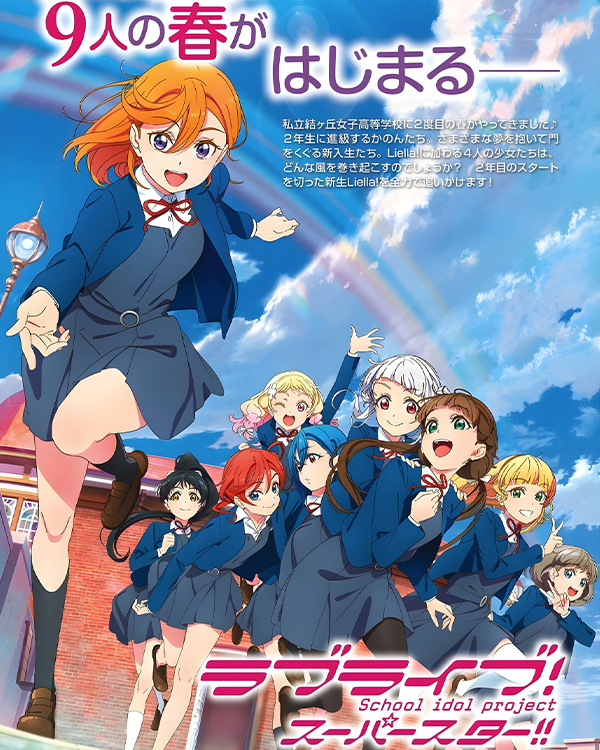 9人の春が
はじまる――
私立結ヶ丘女子高等学校に2度目の春がやってきました♪
2年生に進級するかのんたち。さまざまな夢を抱いて門
をくぐる新入生たち。Liella!に加わる4人の少女たちは、
どんな風を巻き起こすのでしょうか？　2年目のスタート
を切った新生Liella!を全力で追いかけます！
ラブライブ!
School idol project
スーパースター!!